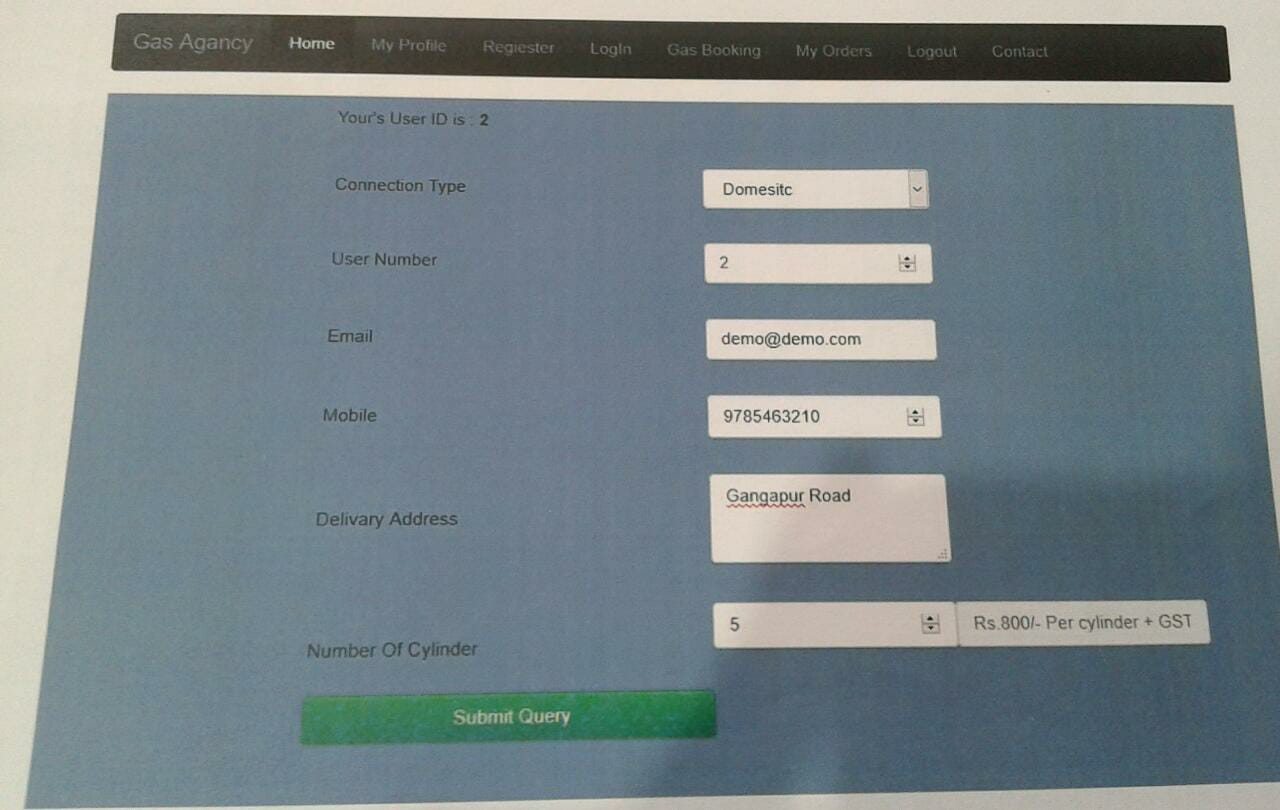 Gas Agancy Home My Profile Regiester LogIn Gas Booking My Orders Logout Contact
Your's User ID is : 2
Connection Type Domesitc
User Number 2
Email demo@demo.com
Mobile 9785463210
Delivary Address Gangapur Road
Number Of Cylinder 5 Rs.800/- Per cylinder + GST
Submit Query